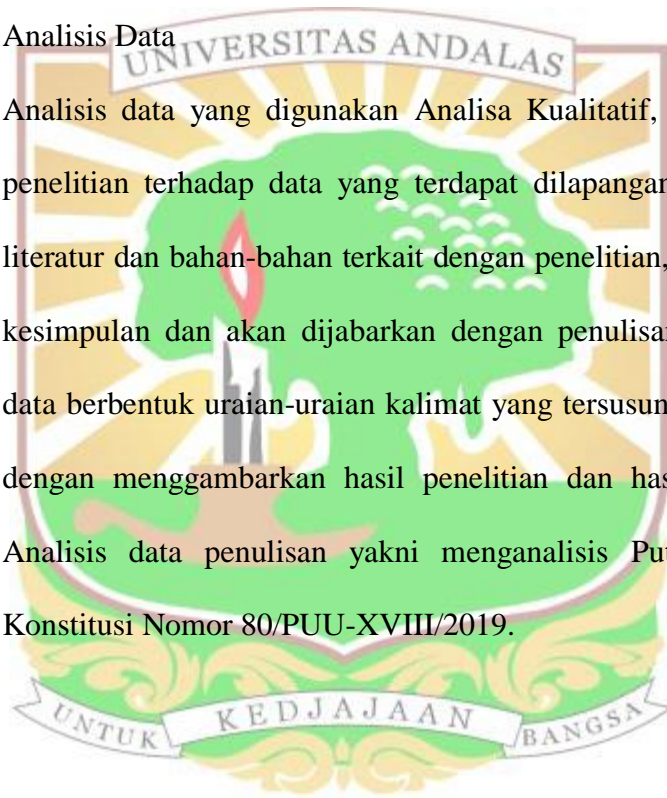 Analisis Data
UNIVERSITAS ANDALAS
Analisis data yang digunakan Analisa Kualitatif,
penelitian terhadap data yang terdapat dilapangan
literatur dan bahan-bahan terkait dengan penelitian,
kesimpulan dan akan dijabarkan dengan penulisan
data berbentuk uraian-uraian kalimat yang tersusun
dengan menggambarkan hasil penelitian dan has
Analisis data penulisan yakni menganalisis Put
Konstitusi Nomor 80/PUU-XVIII/2019.
UNTUK KEDJAJAAN BANGSA